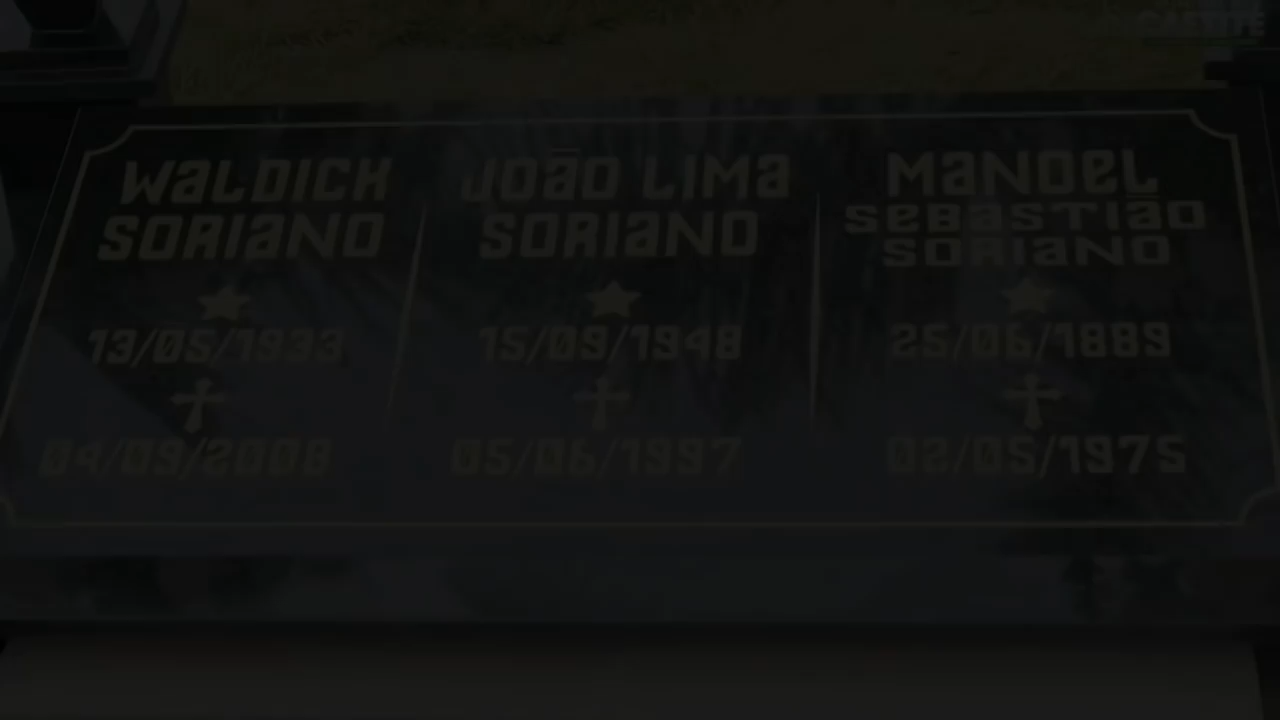 WALDICK
SORIANO
13/05/1933
04/09/2008
JOÃO LIMA
SORIANO
15/09/1948
05/06/1997
MANOEL
SEBASTIÃO
SORIANO
25/06/1889
02/05/1975